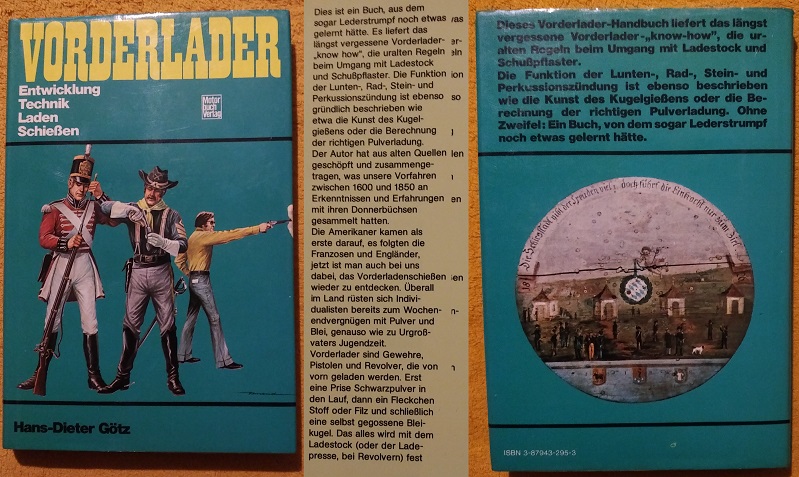 VORDERLADER
Entwicklung
Technik
Laden
Schießen
Motor
buch
Verlag
Hans-Dieter Götz
Dies ist ein Buch, aus dem
sogar Lederstrumpf noch etwas
gelernt hätte. Es liefert das
längst vergessene Vorderlader-
„know how", die uralten Regeln
beim Umgang mit Ladestock
und Schußpflaster. Die Funktion
der Lunten-, Rad-, Stein- und
Perkussionszündung ist ebenso
gründlich beschrieben wie
etwa die Kunst des Kugel-
gießens oder die Berechnung
der richtigen Pulverladung.
Der Autor hat aus alten Quellen
geschöpft und zusammenge-
tragen, was unsere Vorfahren
zwischen 1600 und 1850 an
Erkenntnissen und Erfahrungen
mit ihren Donnerbüchsen
gesammelt hatten.
Die Amerikaner kamen als
erste darauf, es folgten die
Franzosen und Engländer,
jetzt ist man auch bei uns
dabei, das Vorderladenschießen
wieder zu entdecken. Überall
im Land rüsten sich Indivi-
dualisten bereits zum Wochen-
endvergnügen mit Pulver und
Blei, genauso wie zu Urgroß-
vaters Jugendzeit.
Vorderlader sind Gewehre,
Pistolen und Revolver, die von
vorn geladen werden. Erst
eine Prise Schwarzpulver in
den Lauf, dann ein Fleckchen
Stoff oder Filz und schließlich
eine selbst gegossene Blei-
kugel. Das alles wird mit dem
Ladestock (oder der Lade-
presse, bei Revolvern) fest
Dieses Vorderlader-Handbuch liefert das längst
vergessene Vorderlader-„know-how", die ur-
alten Regeln beim Umgang mit Ladestock und
Schußpflaster.
Die Funktion der Lunten-, Rad-, Stein- und
Perkussionszündung ist ebenso beschrieben
wie die Kunst des Kugelgießens oder die Be-
rechnung der richtigen Pulverladung. Ohne
Zweifel: Ein Buch, von dem sogar Lederstrumpf
noch etwas gelernt hätte.
Die Schießstatt
der Freuden viel, doch führt die Eintracht nur zum Ziel.
ISBN 3-87943-295-3